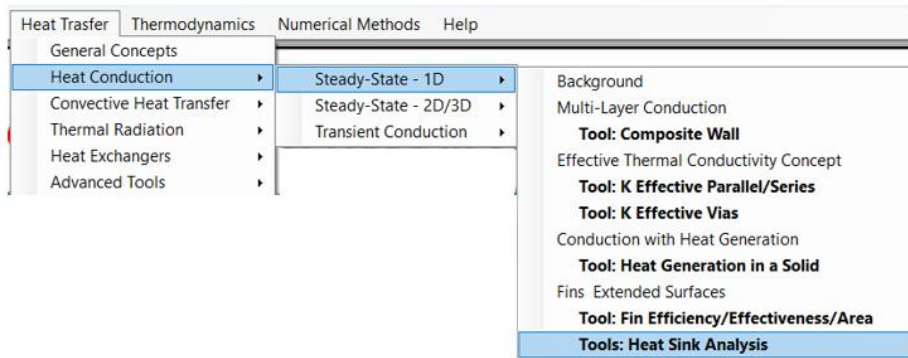 Heat Trasfer Thermodynamics Numerical Methods Help
General Concepts
Heat Conduction
Convective Heat Transfer
Thermal Radiation
Heat Exchangers
Advanced Tools
Steady-State - 1D
Steady-State - 2D/3D
Transient Conduction
Background
Multi-Layer Conduction
Tool: Composite Wall
Effective Thermal Conductivity Concept
Tool: K Effective Parallel/Series
Tool: K Effective Vias
Conduction with Heat Generation
Tool: Heat Generation in a Solid
Fins Extended Surfaces
Tool: Fin Efficiency/Effectiveness/Area
Tools: Heat Sink Analysis